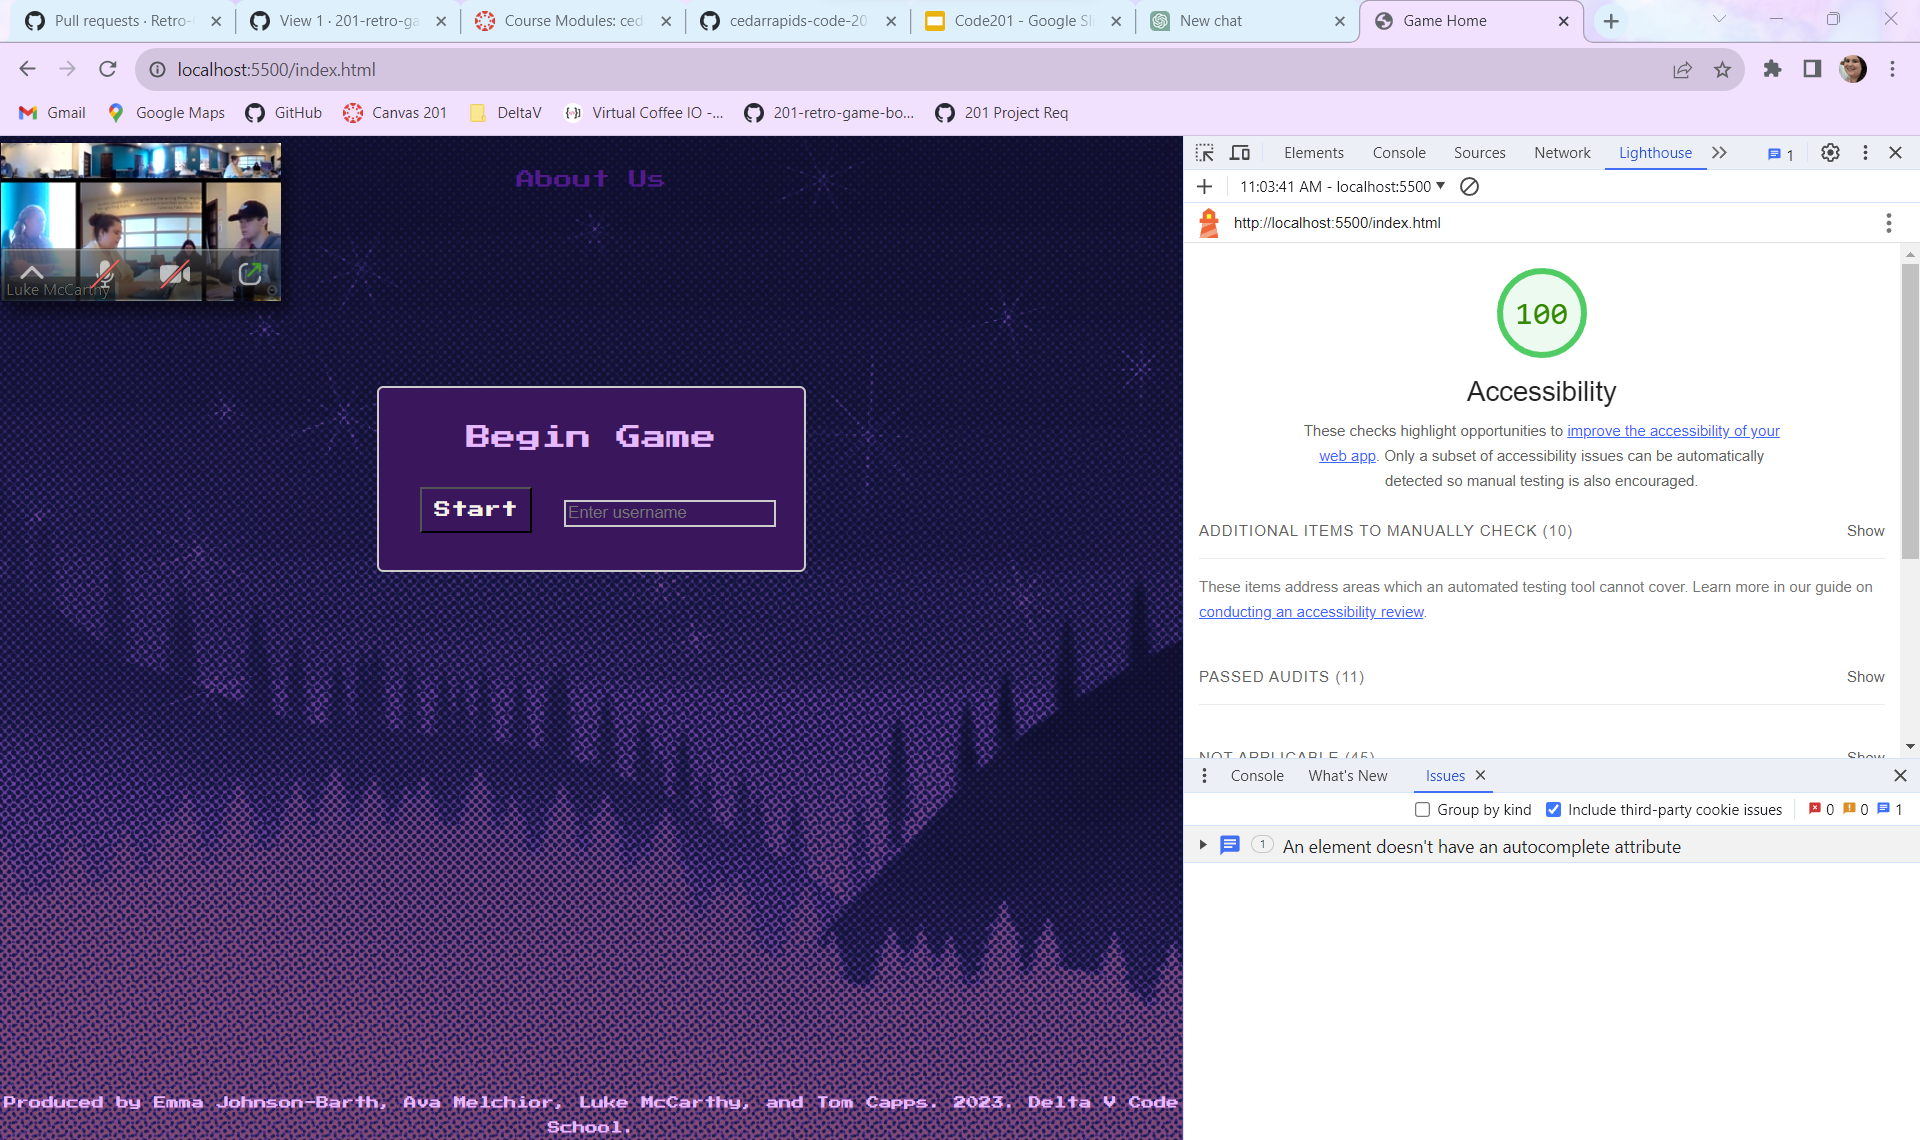 Pull requests · Retro-
View 1 · 201-retro-ga
Course Modules: ced
cedarrapids-code-20
Code201 - Google Sli
New chat
Game Home
localhost:5500/index.html
Gmail
Google Maps
GitHub
Canvas 201
DeltaV
Virtual Coffee IO -...
201-retro-game-bo...
201 Project Req
Luke McCarthy
About Us
Begin Game
Start
Enter username
Produced by Emma Johnson-Barth, Ava Melchior, Luke McCarthy, and Tom Capps. 2023. Delta V Code
School.
Elements
Console
Sources
Network
Lighthouse
1
11:03:41 AM - localhost:5500
http://localhost:5500/index.html
100
Accessibility
These checks highlight opportunities to improve the accessibility of your
web app. Only a subset of accessibility issues can be automatically
detected so manual testing is also encouraged.
ADDITIONAL ITEMS TO MANUALLY CHECK (10)
Show
These items address areas which an automated testing tool cannot cover. Learn more in our guide on
conducting an accessibility review.
PASSED AUDITS (11)
Show
NOT APPLICABLE (45)
Show
Console
What's New
Issues
Group by kind
Include third-party cookie issues
0 0 1
1 An element doesn't have an autocomplete attribute